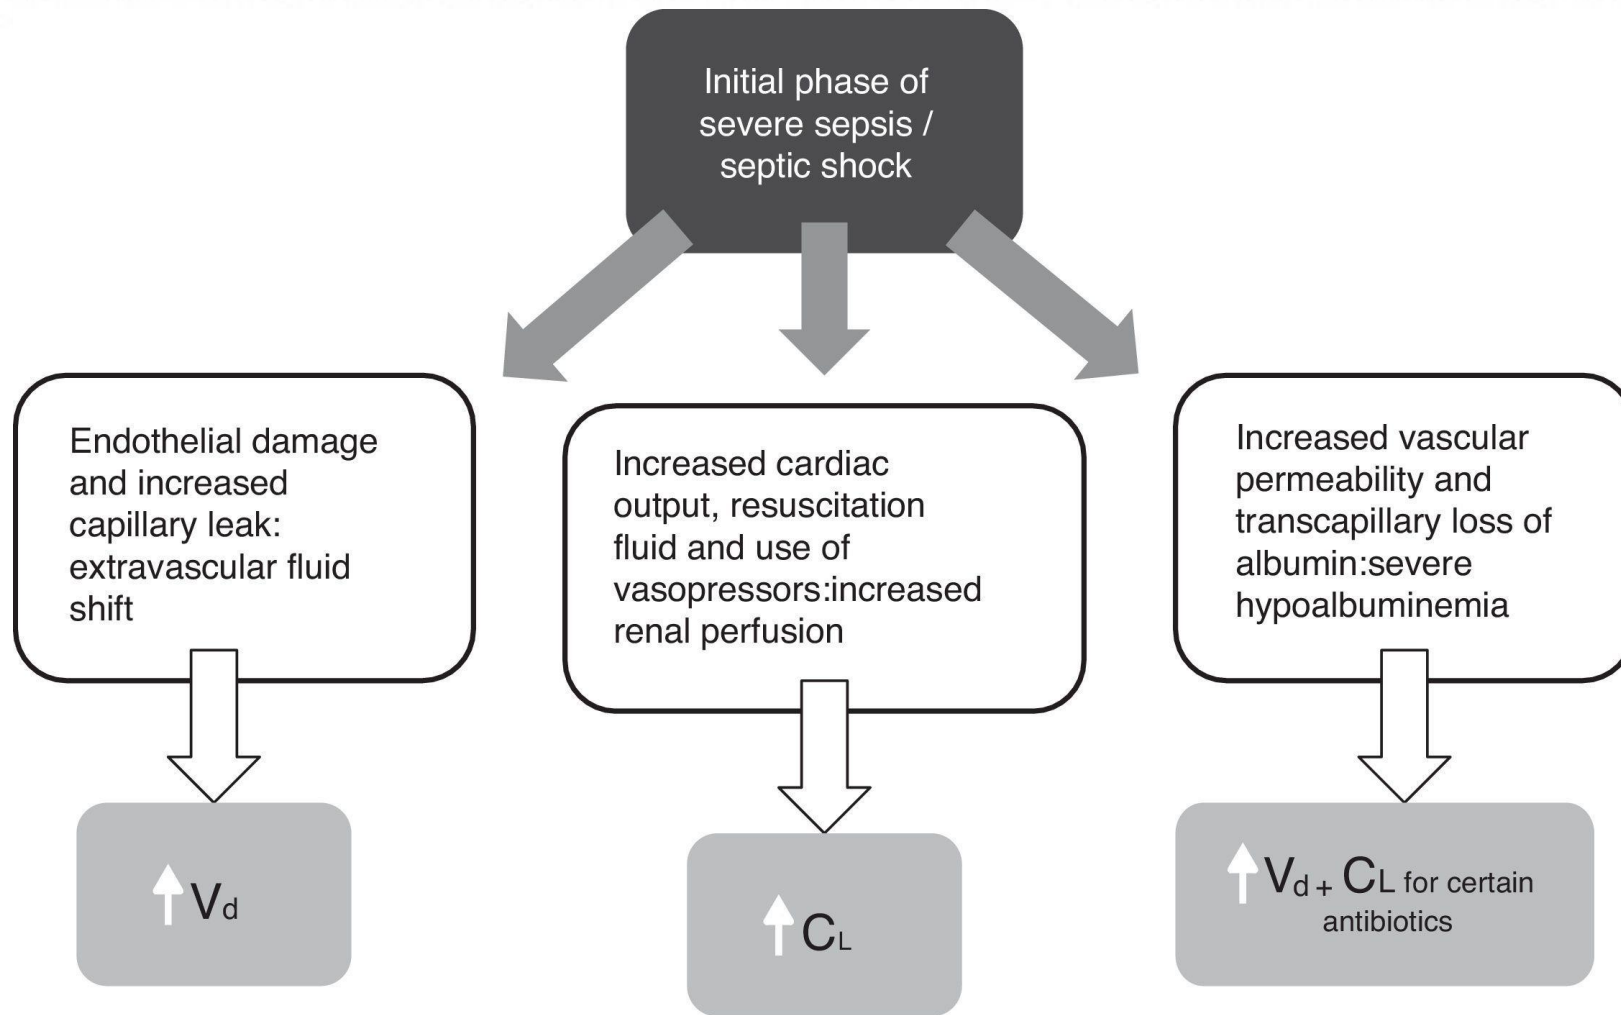 Initial phase of
severe sepsis /
septic shock
Endothelial damage
and increased
capillary leak:
extravascular fluid
shift
Increased cardiac
output, resuscitation
fluid and use of
vasopressors:increased
renal perfusion
Increased vascular
permeability and
transcapillary loss of
albumin:severe
hypoalbuminemia
↑ Vd
↑ CL
↑ Vd + CL for certain
antibiotics